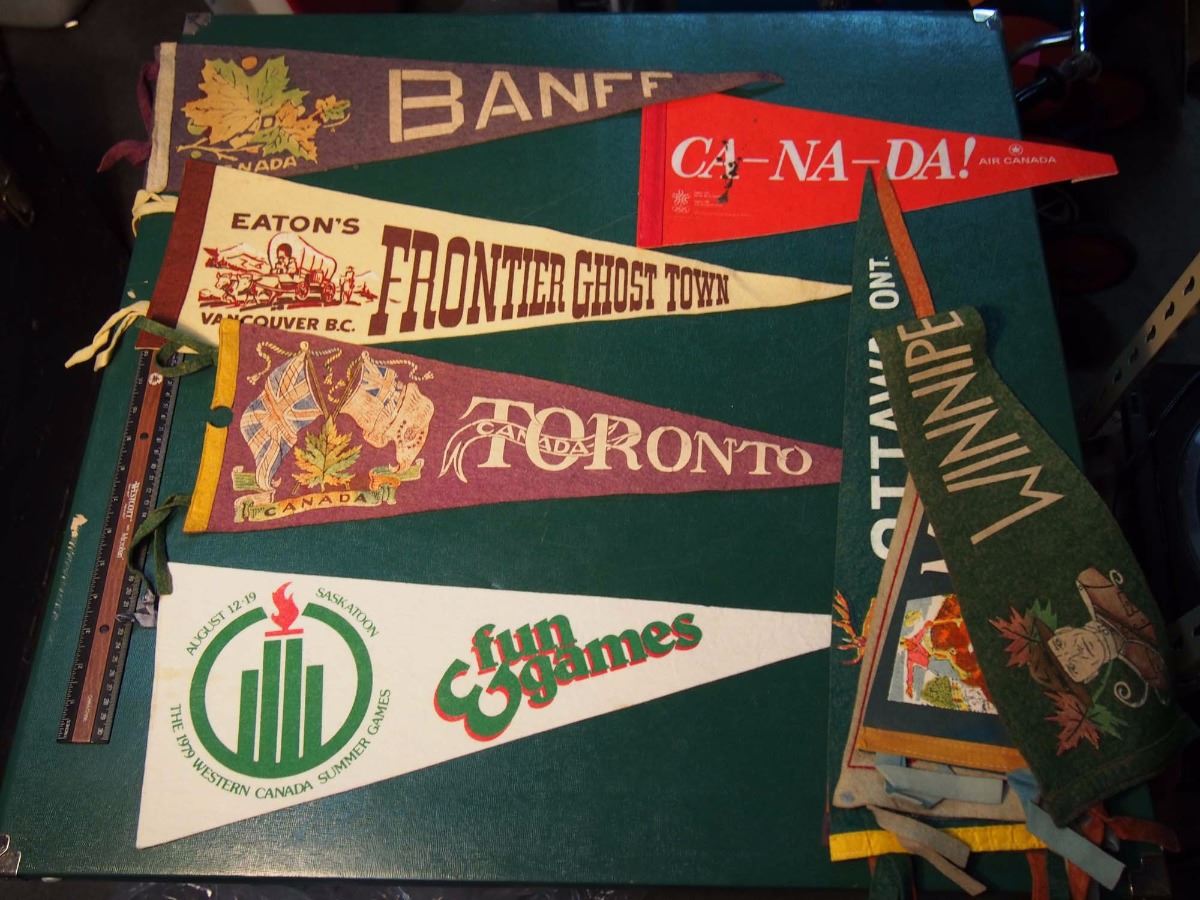 BANFF
CANADA
CA–NA–DA!
AIR CANADA
EATON'S
FRONTIER GHOST TOWN
VANCOUVER B.C.
TORONTO
CANADA
CANADA
OTTAWA ONT.
WINNIPE
WESTCOTT
AUGUST 12-19 SASKATOON
THE 1979 WESTERN CANADA SUMMER GAMES
fun
& games